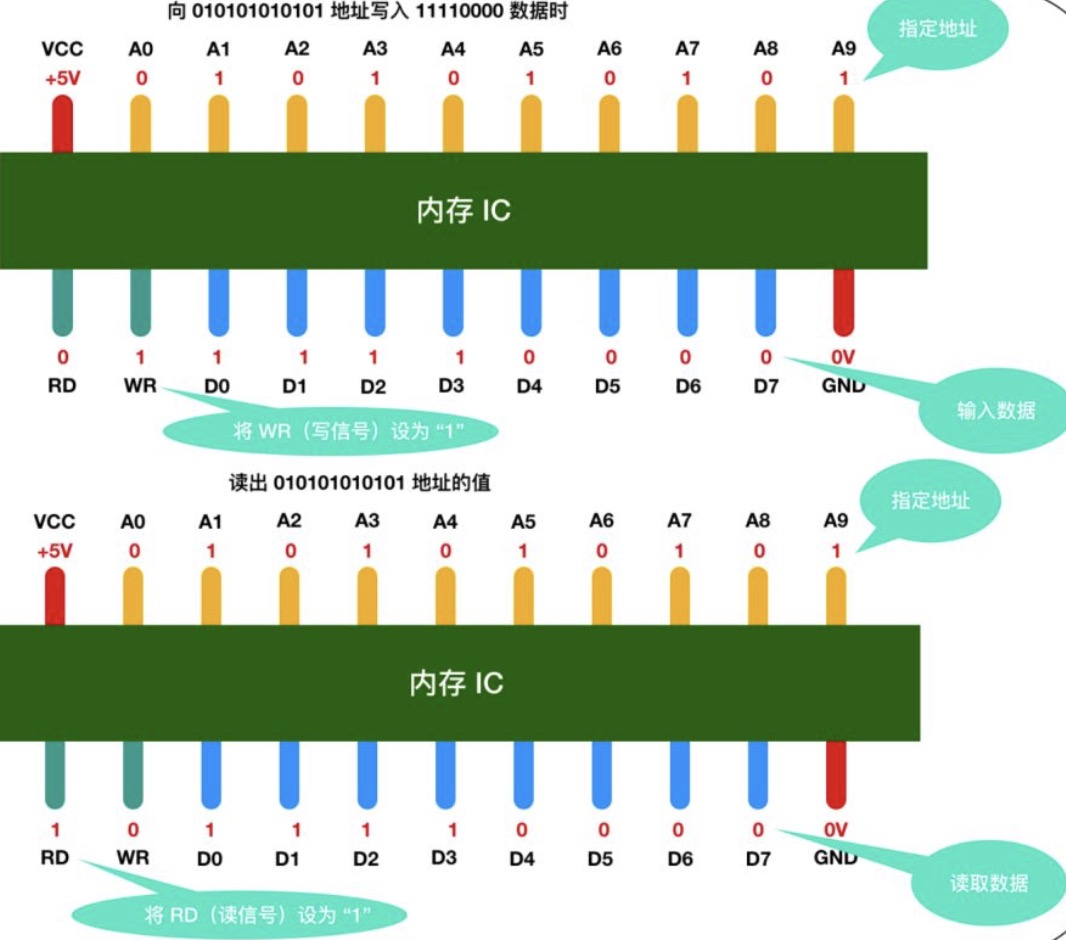 向 010101010101 地址写入 11110000 数据时
指定地址
VCC A0 A1 A2 A3 A4 A5 A6 A7 A8 A9
+5V 0 1 0 1 0 1 0 1 0 1
内存 IC
0 1 1 1 1 1 0 0 0 0 0V
RD WR D0 D1 D2 D3 D4 D5 D6 D7 GND
输入数据
将 WR（写信号）设为 “1”
读出 010101010101 地址的值
指定地址
VCC A0 A1 A2 A3 A4 A5 A6 A7 A8 A9
+5V 0 1 0 1 0 1 0 1 0 1
内存 IC
1 0 1 1 1 1 0 0 0 0 0V
RD WR D0 D1 D2 D3 D4 D5 D6 D7 GND
读取数据
将 RD（读信号）设为 “1”